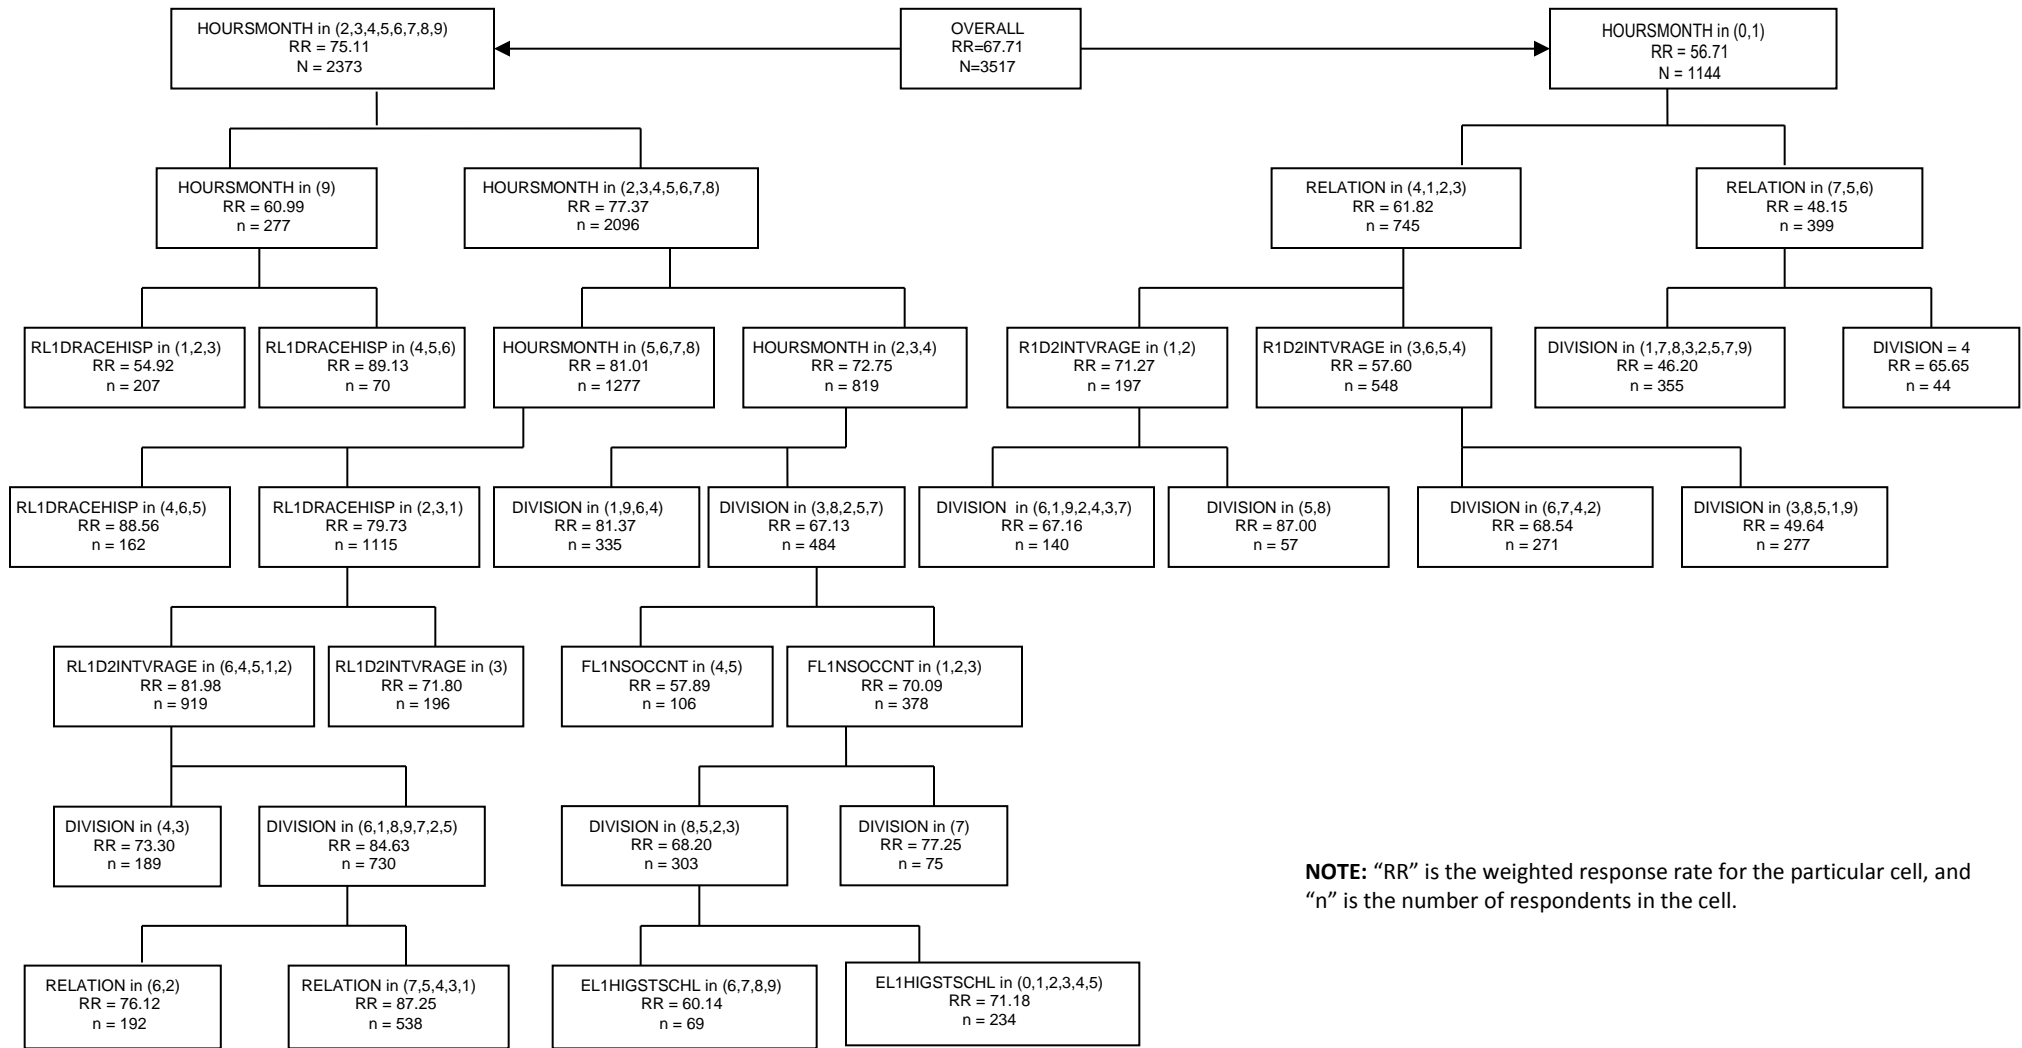 HOURSMONTH in (2,3,4,5,6,7,8,9)
RR = 75.11
N = 2373
OVERALL
RR=67.71
N=3517
HOURSMONTH in (0,1)
RR = 56.71
N = 1144
HOURSMONTH in (9)
RR = 60.99
n = 277
HOURSMONTH in (2,3,4,5,6,7,8)
RR = 77.37
n = 2096
RELATION in (4,1,2,3)
RR = 61.82
n = 745
RELATION in (7,5,6)
RR = 48.15
n = 399
RL1DRACEHISP in (1,2,3)
RR = 54.92
n = 207
RL1DRACEHISP in (4,5,6)
RR = 89.13
n = 70
HOURSMONTH in (5,6,7,8)
RR = 81.01
n = 1277
HOURSMONTH in (2,3,4)
RR = 72.75
n = 819
R1D2INTVRAGE in (1,2)
RR = 71.27
n = 197
R1D2INTVRAGE in (3,6,5,4)
RR = 57.60
n = 548
DIVISION in (1,7,8,3,2,5,7,9)
RR = 46.20
n = 355
DIVISION = 4
RR = 65.65
n = 44
RL1DRACEHISP in (4,6,5)
RR = 88.56
n = 162
RL1DRACEHISP in (2,3,1)
RR = 79.73
n = 1115
DIVISION in (1,9,6,4)
RR = 81.37
n = 335
DIVISION in (3,8,2,5,7)
RR = 67.13
n = 484
DIVISION in (6,1,9,2,4,3,7)
RR = 67.16
n = 140
DIVISION in (5,8)
RR = 87.00
n = 57
DIVISION in (6,7,4,2)
RR = 68.54
n = 271
DIVISION in (3,8,5,1,9)
RR = 49.64
n = 277
RL1D2INTVRAGE in (6,4,5,1,2)
RR = 81.98
n = 919
RL1D2INTVRAGE in (3)
RR = 71.80
n = 196
FL1NSOCCNT in (4,5)
RR = 57.89
n = 106
FL1NSOCCNT in (1,2,3)
RR = 70.09
n = 378
DIVISION in (4,3)
RR = 73.30
n = 189
DIVISION in (6,1,8,9,7,2,5)
RR = 84.63
n = 730
DIVISION in (8,5,2,3)
RR = 68.20
n = 303
DIVISION in (7)
RR = 77.25
n = 75
NOTE: “RR” is the weighted response rate for the particular cell, and
“n” is the number of respondents in the cell.
RELATION in (6,2)
RR = 76.12
n = 192
RELATION in (7,5,4,3,1)
RR = 87.25
n = 538
EL1HIGSTSCHL in (6,7,8,9)
RR = 60.14
n = 69
EL1HIGSTSCHL in (0,1,2,3,4,5)
RR = 71.18
n = 234